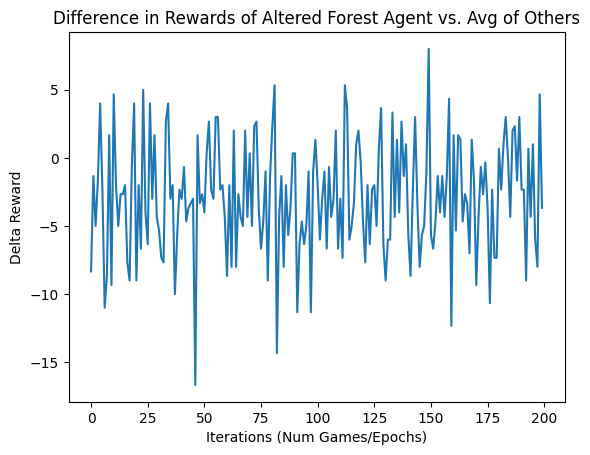 Difference in Rewards of Altered Forest Agent vs. Avg of Others
5
0
−5
−10
−15
Delta Reward
0 25 50 75 100 125 150 175 200
Iterations (Num Games/Epochs)